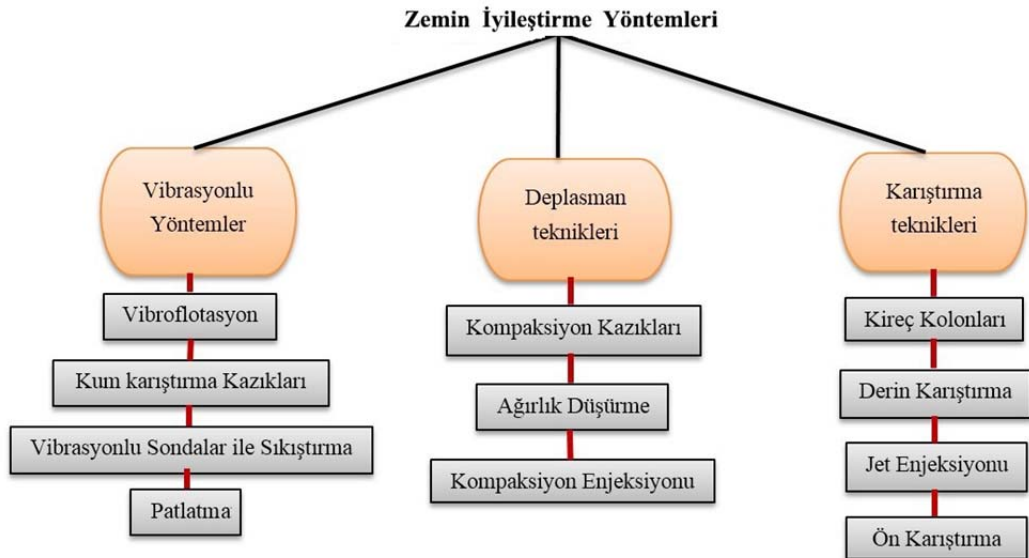 Zemin İyileştirme Yöntemleri
Vibrasyonlu
Yöntemler
Vibroflotasyon
Kum karıştırma Kazıkları
Vibrasyonlu Sondalar ile Sıkıştırma
Patlatma
Deplasman
teknikleri
Kompaksiyon Kazıkları
Ağırlık Düşürme
Kompaksiyon Enjeksiyonu
Karıştırma
teknikleri
Kireç Kolonları
Derin Karıştırma
Jet Enjeksiyonu
Ön Karıştırma